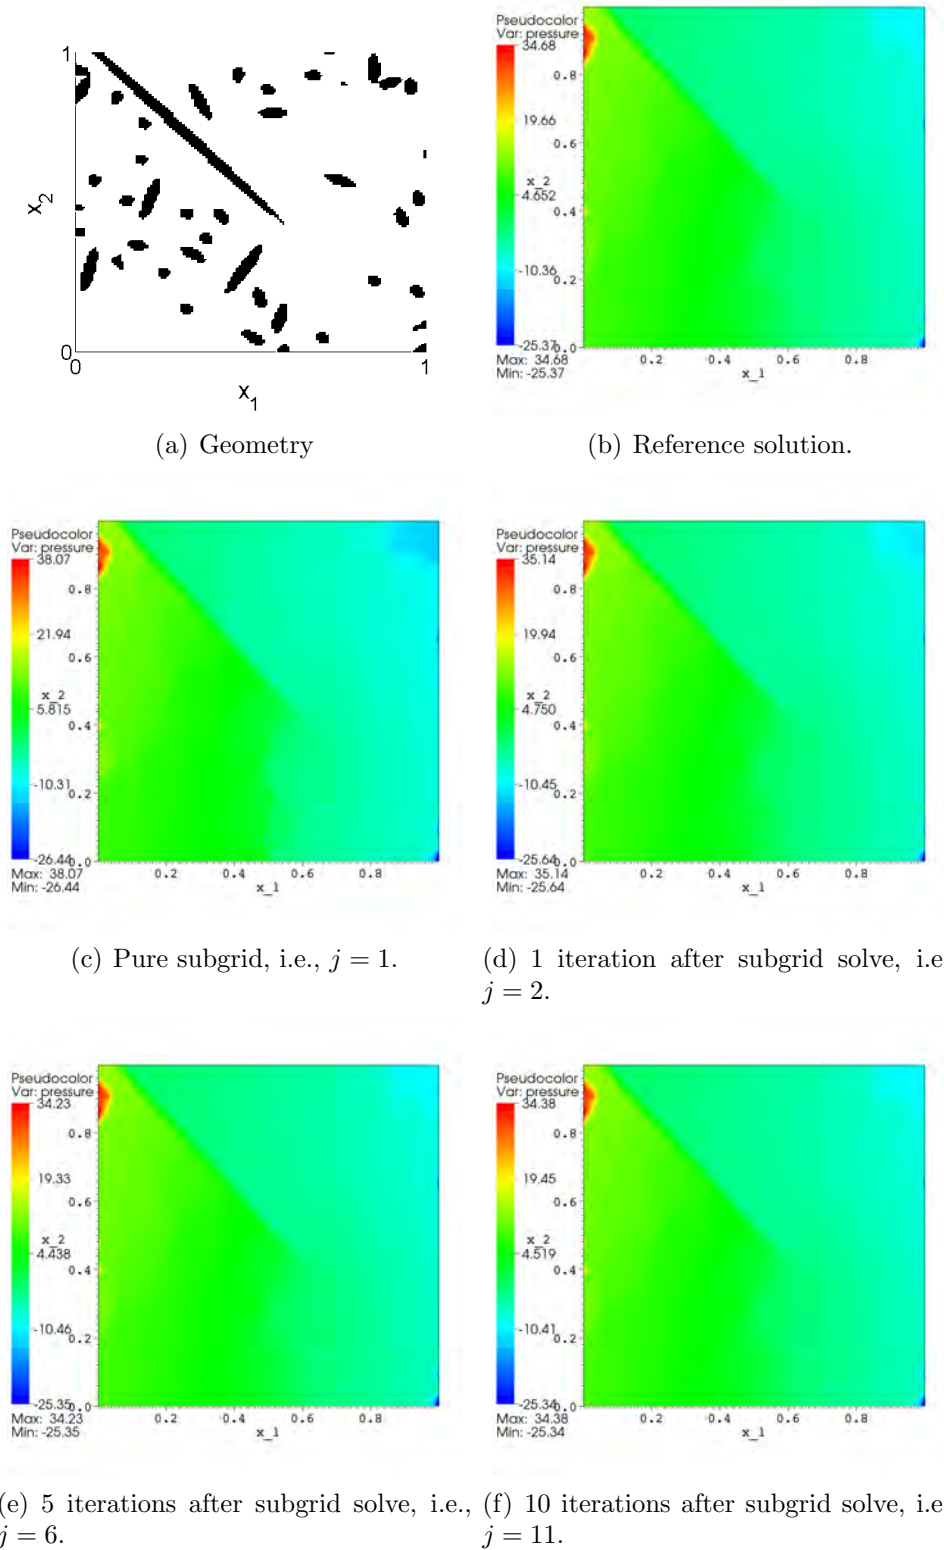 1
x_2
0
0
1
x_1
(a) Geometry
Pseudocolor
Var: pressure
34.68
0.8
19.66
0.6
x_2
4.652
0.4
-10.36
0.2
-25.37
0.0
Max: 34.68
Min: -25.37
0.2 0.4 0.6 0.8
x_1
(b) Reference solution.
Pseudocolor
Var: pressure
38.07
0.8
21.94
0.6
x_2
5.815
0.4
-10.31
0.2
-26.44
0.0
Max: 38.07
Min: -26.44
0.2 0.4 0.6 0.8
x_1
(c) Pure subgrid, i.e., j = 1.
Pseudocolor
Var: pressure
35.14
0.8
19.94
0.6
x_2
4.750
0.4
-10.45
0.2
-25.64
0.0
Max: 35.14
Min: -25.64
0.2 0.4 0.6 0.8
x_1
(d) 1 iteration after subgrid solve, i.e
j = 2.
Pseudocolor
Var: pressure
34.23
0.8
19.33
0.6
x_2
4.438
0.4
-10.46
0.2
-25.35
0.0
Max: 34.23
Min: -25.35
0.2 0.4 0.6 0.8
x_1
(e) 5 iterations after subgrid solve, i.e.,
j = 6.
Pseudocolor
Var: pressure
34.38
0.8
19.45
0.6
x_2
4.519
0.4
-10.41
0.2
-25.34
0.0
Max: 34.38
Min: -25.34
0.2 0.4 0.6 0.8
x_1
(f) 10 iterations after subgrid solve, i.e
j = 11.